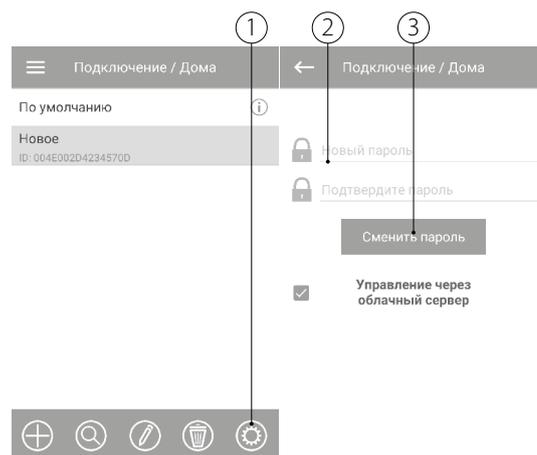 1
2
3
Подключение / Дома
По умолчанию
i
Новое
ID: 004E002D4234570D
Подключение / Дома
Новый пароль
Подтвердите пароль
Сменить пароль
Управление через
облачный сервер